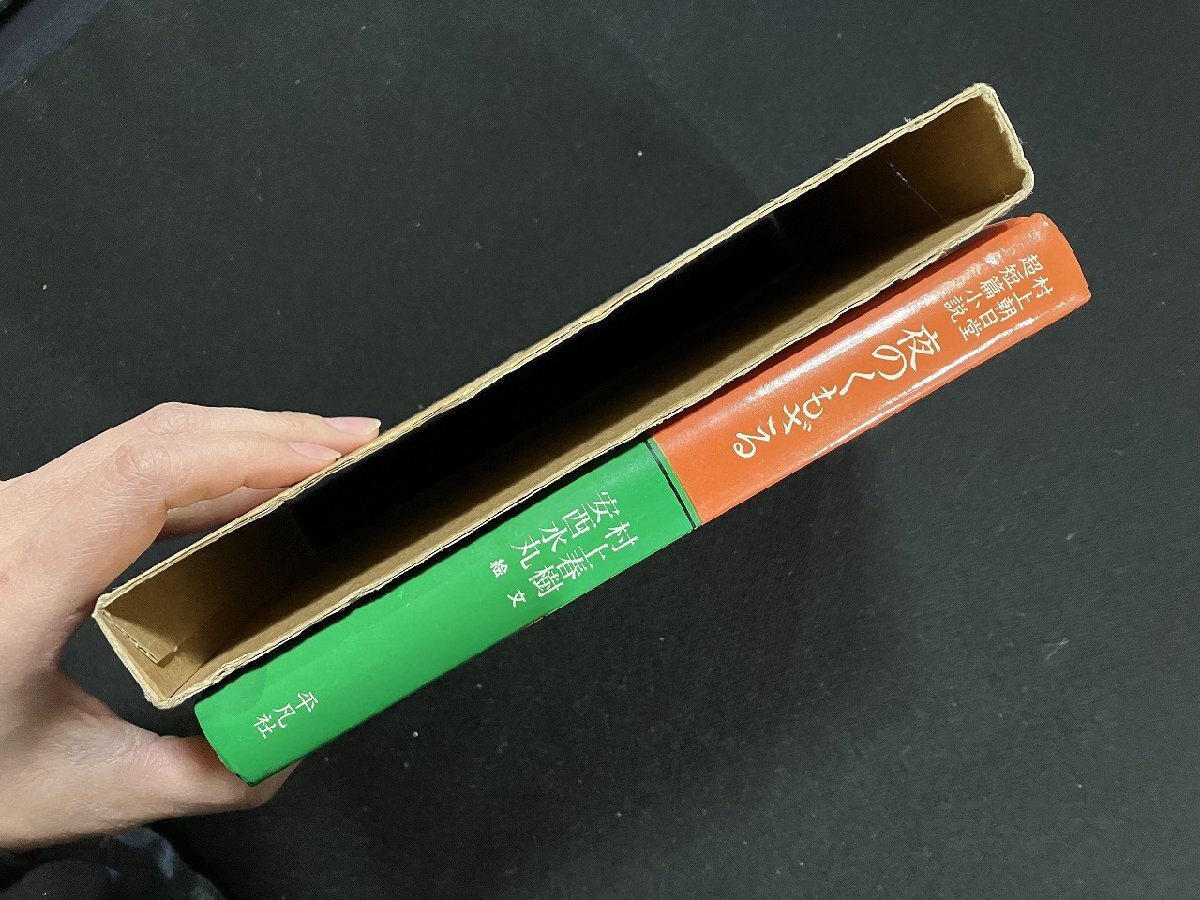 村上朝日堂
超短篇小説
夜のくもざる
村上春樹 文
安西水丸 絵
平凡社